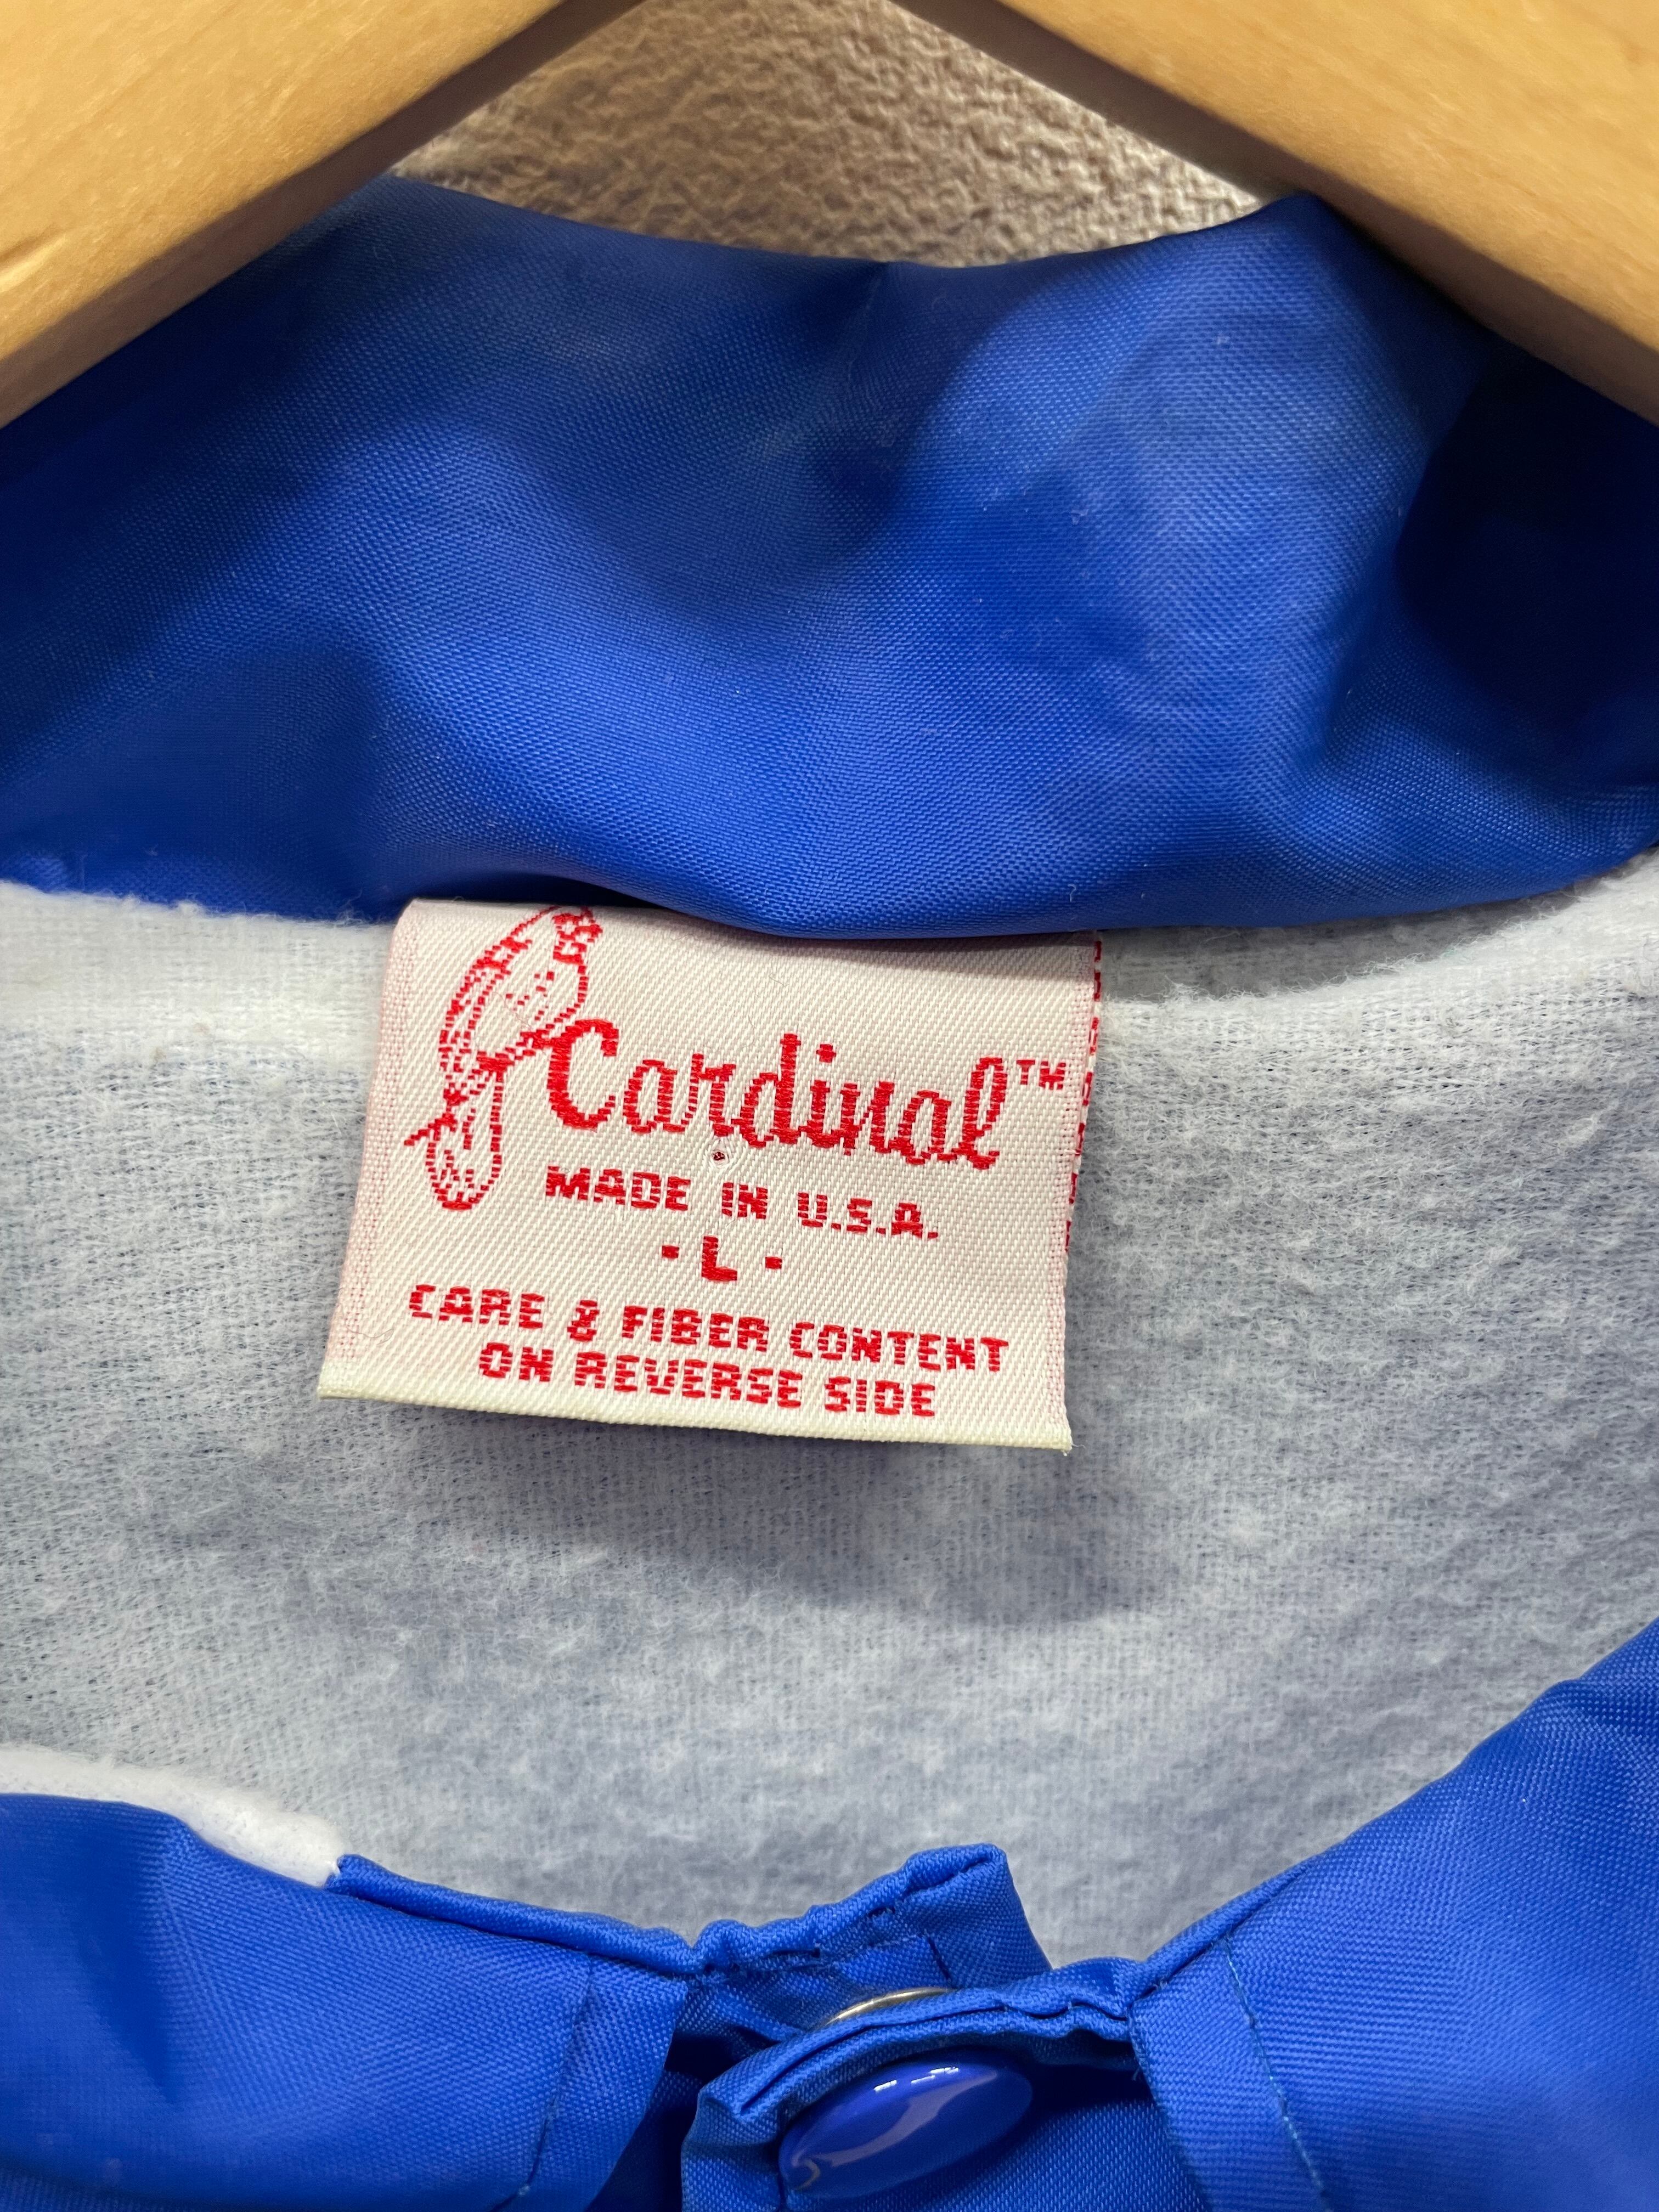 Cardinal™
MADE IN U.S.A.
· L ·
CARE & FIBER CONTENT
ON REVERSE SIDE